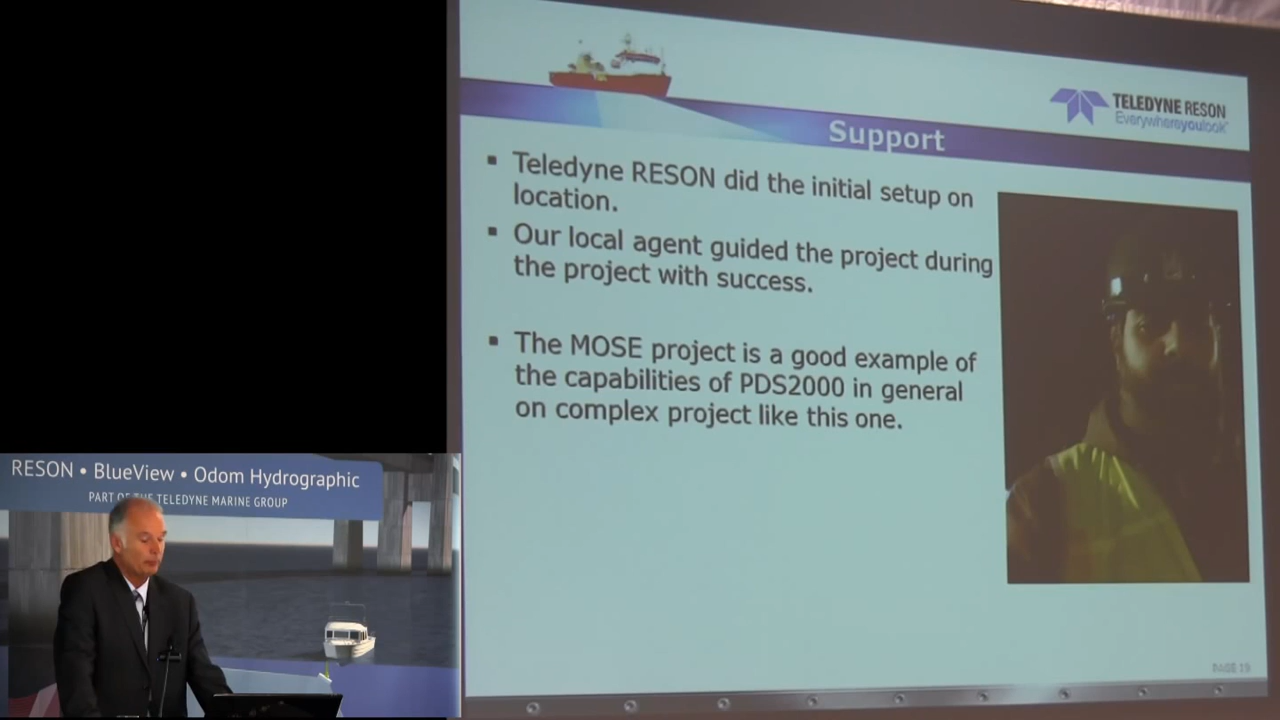 TELEDYNE RESON
Everywhereyoulook
Support
▪ Teledyne RESON did the initial setup on
location.
▪ Our local agent guided the project during
the project with success.
▪ The MOSE project is a good example of
the capabilities of PDS2000 in general
on complex project like this one.
PAGE 19
RESON • BlueView • Odom Hydrographic
PART OF THE TELEDYNE MARINE GROUP